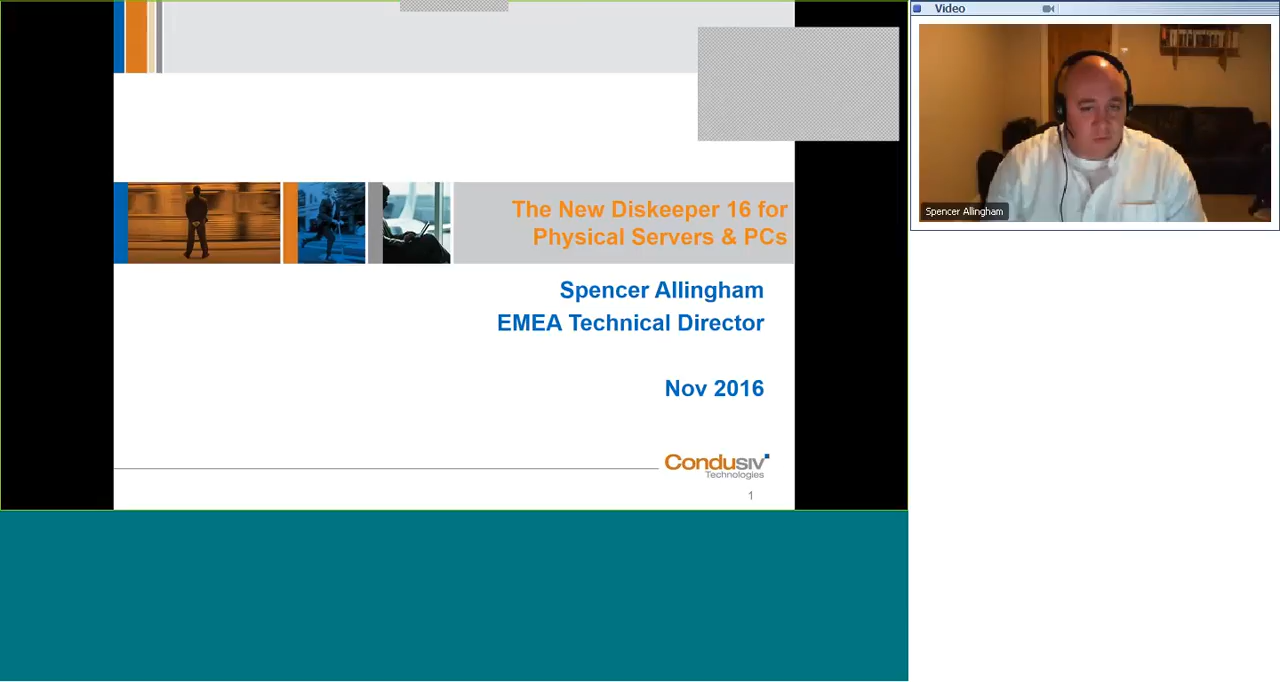 Video
Spencer Allingham
The New Diskeeper 16 for
Physical Servers & PCs
Spencer Allingham
EMEA Technical Director
Nov 2016
Condusiv
Technologies
1